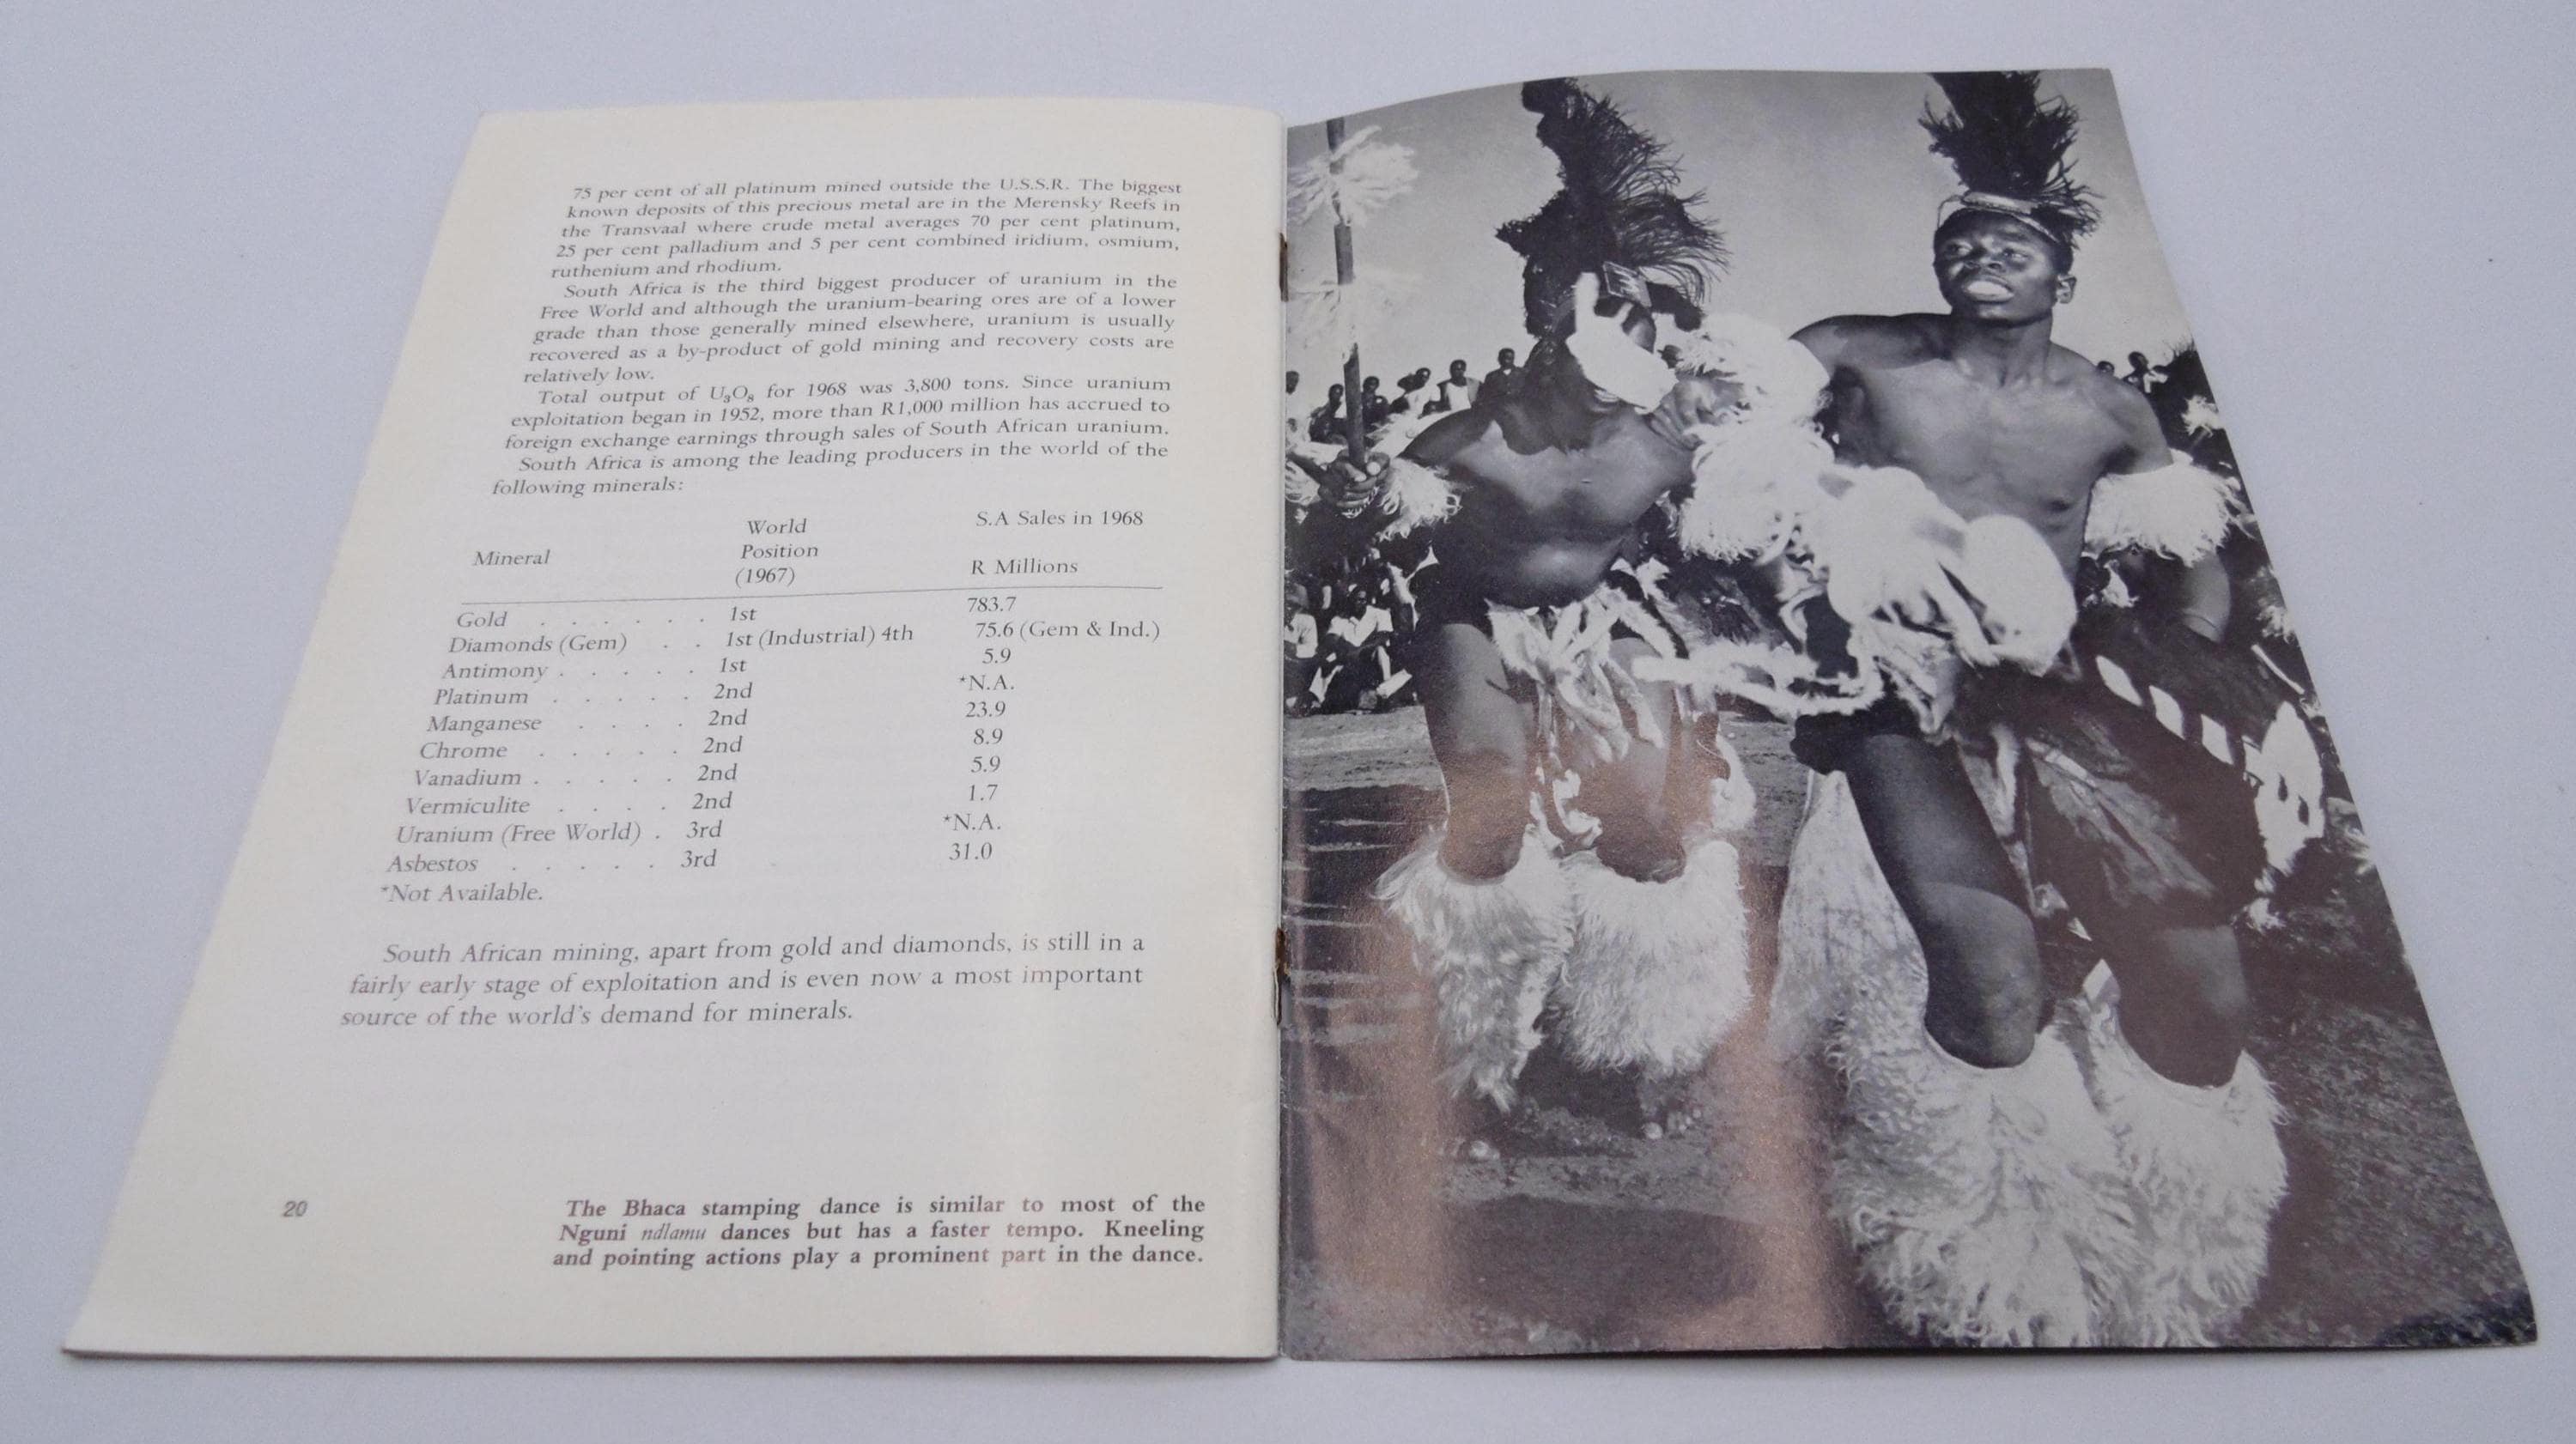 75 per cent of all platinum mined outside the U.S.S.R. The biggest
known deposits of this precious metal are in the Merensky Reefs in
the Transvaal where crude metal averages 70 per cent platinum,
25 per cent palladium and 5 per cent combined iridium, osmium,
ruthenium and rhodium.
South Africa is the third biggest producer of uranium in the
Free World and although the uranium-bearing ores are of a lower
grade than those generally mined elsewhere, uranium is usually
recovered as a by-product of gold mining and recovery costs are
relatively low.
Total output of U₃O₈ for 1968 was 3,800 tons. Since uranium
exploitation began in 1952, more than R1,000 million has accrued to
foreign exchange earnings through sales of South African uranium.
South Africa is among the leading producers in the world of the
following minerals:
Mineral World Position (1967) S.A Sales in 1968 R Millions
Gold . . . . . . 1st 783.7
Diamonds (Gem) . . 1st (Industrial) 4th 75.6 (Gem & Ind.)
Antimony . . . . . 1st 5.9
Platinum . . . . . 2nd *N.A.
Manganese . . . . 2nd 23.9
Chrome . . . . . 2nd 8.9
Vanadium . . . . . 2nd 5.9
Vermiculite . . . . 2nd 1.7
Uranium (Free World) . 3rd *N.A.
Asbestos . . . . . 3rd 31.0
*Not Available.
South African mining, apart from gold and diamonds, is still in a
fairly early stage of exploitation and is even now a most important
source of the world's demand for minerals.
20
The Bhaca stamping dance is similar to most of the
Nguni ndlamu dances but has a faster tempo. Kneeling
and pointing actions play a prominent part in the dance.